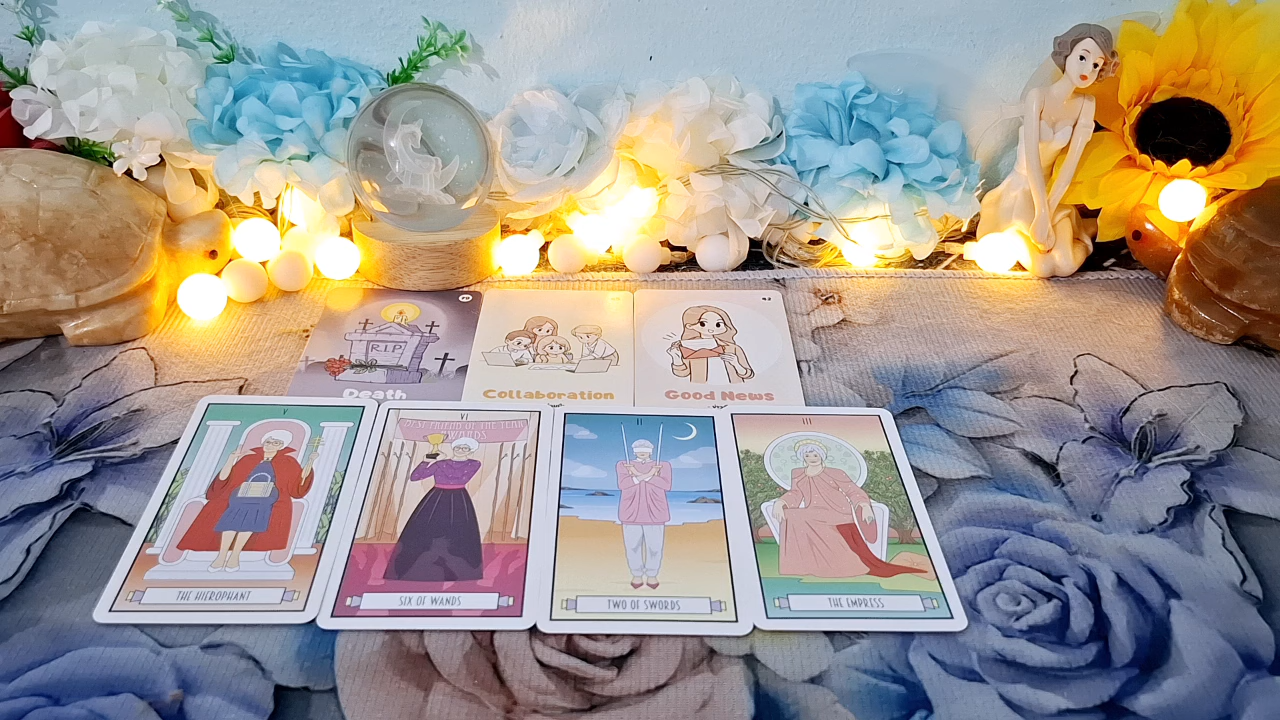 R.I.P
Death
Collaboration
Good News
V
THE HIEROPHANT
VI
BEST FRIEND OF THE YEAR
AWARDS
SIX OF WANDS
II
TWO OF SWORDS
III
THE EMPRESS